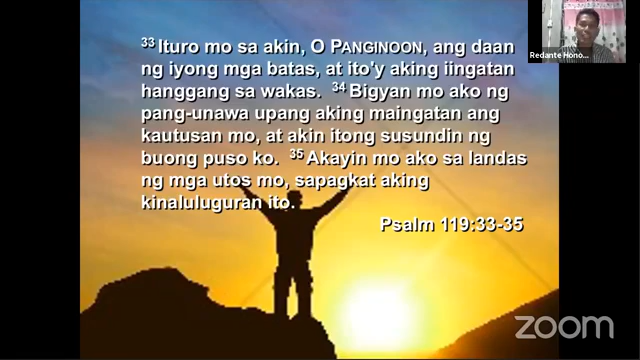 33 Ituro mo sa akin, O PANGINOON, ang daan
ng iyong mga batas, at ito'y aking iingatan
hanggang sa wakas. 34 Bigyan mo ako ng
pang-unawa upang aking maingatan ang
kautusan mo, at akin itong susundin ng
buong puso ko. 35 Akayin mo ako sa landas
ng mga utos mo, sapagkat aking
kinaluluguran ito.
Psalm 119:33-35
Redante Hono...
zoom